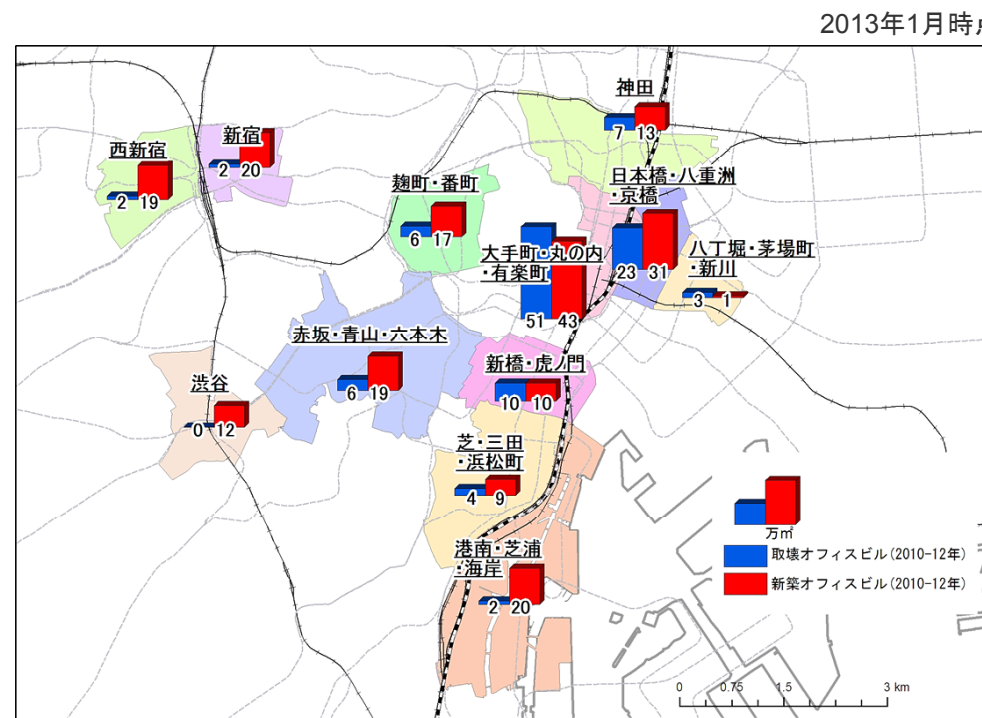 2013年1月時点
神田
7 13
西新宿
2 19
新宿
2 20
麹町・番町
6 17
日本橋・八重洲
・京橋
23 31
大手町・丸の内
・有楽町
51 43
八丁堀・茅場町
・新川
3 1
赤坂・青山・六本木
6 19
新橋・虎ノ門
10 10
渋谷
0 12
芝・三田
・浜松町
4 9
港南・芝浦
・海岸
2 20
万㎡
取壊オフィスビル(2010-12年)
新築オフィスビル(2010-12年)
0 0.75 1.5 3 km